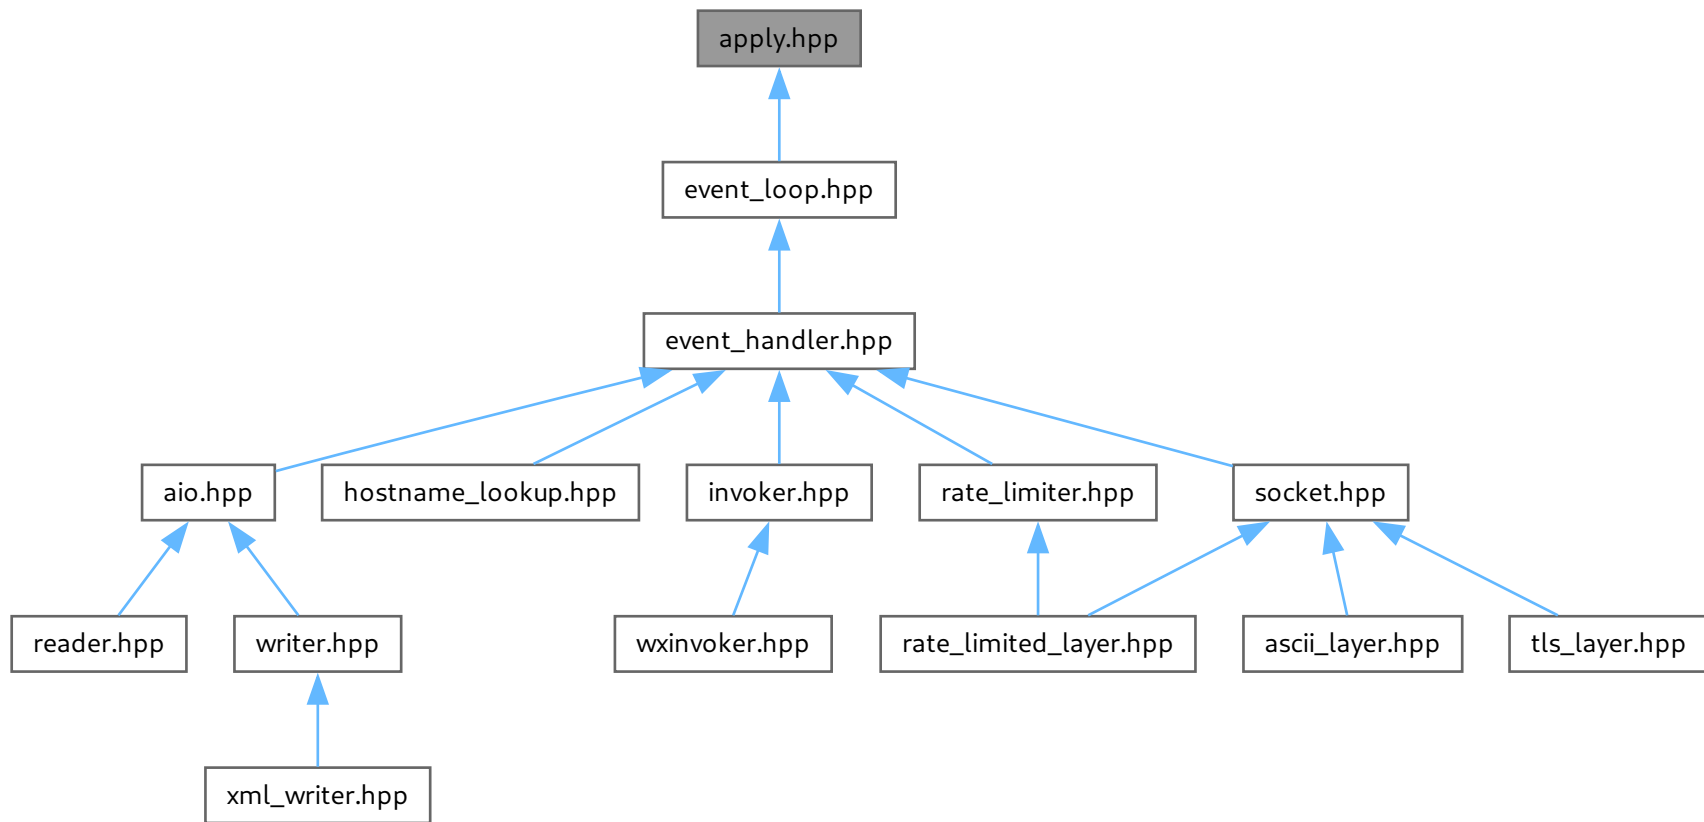 apply.hpp
event_loop.hpp
event_handler.hpp
aio.hpp
hostname_lookup.hpp
invoker.hpp
rate_limiter.hpp
socket.hpp
reader.hpp
writer.hpp
wxinvoker.hpp
rate_limited_layer.hpp
ascii_layer.hpp
tls_layer.hpp
xml_writer.hpp